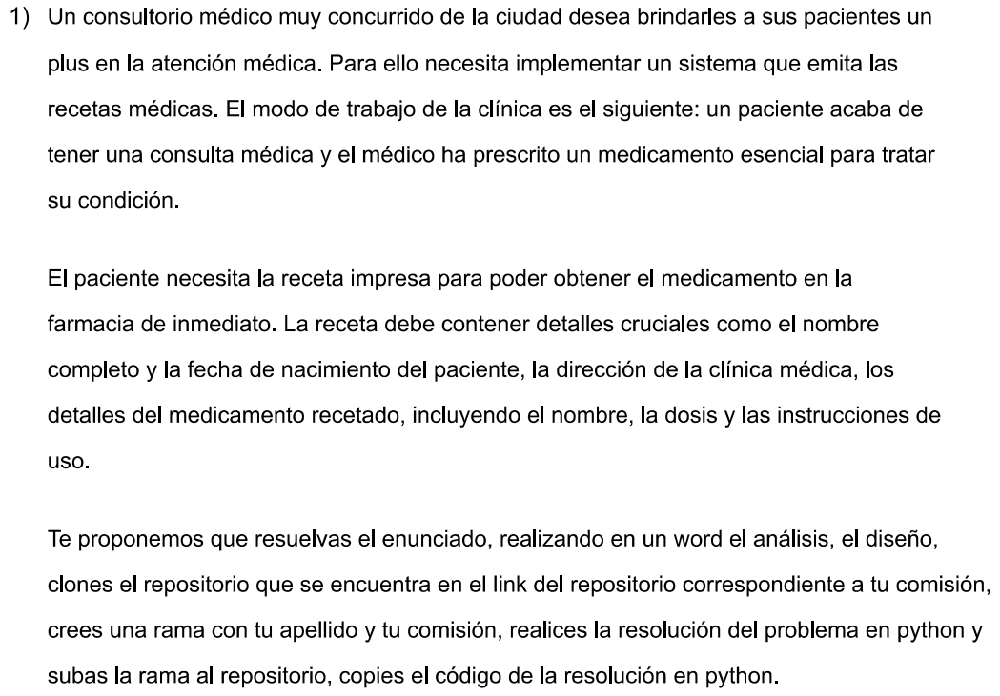 1) Un consultorio médico muy concurrido de la ciudad desea brindarles a sus pacientes un
plus en la atención médica. Para ello necesita implementar un sistema que emita las
recetas médicas. El modo de trabajo de la clínica es el siguiente: un paciente acaba de
tener una consulta médica y el médico ha prescrito un medicamento esencial para tratar
su condición.
El paciente necesita la receta impresa para poder obtener el medicamento en la
farmacia de inmediato. La receta debe contener detalles cruciales como el nombre
completo y la fecha de nacimiento del paciente, la dirección de la clínica médica, los
detalles del medicamento recetado, incluyendo el nombre, la dosis y las instrucciones de
uso.
Te proponemos que resuelvas el enunciado, realizando en un word el análisis, el diseño,
clones el repositorio que se encuentra en el link del repositorio correspondiente a tu comisión,
crees una rama con tu apellido y tu comisión, realices la resolución del problema en python y
subas la rama al repositorio, copies el código de la resolución en python.